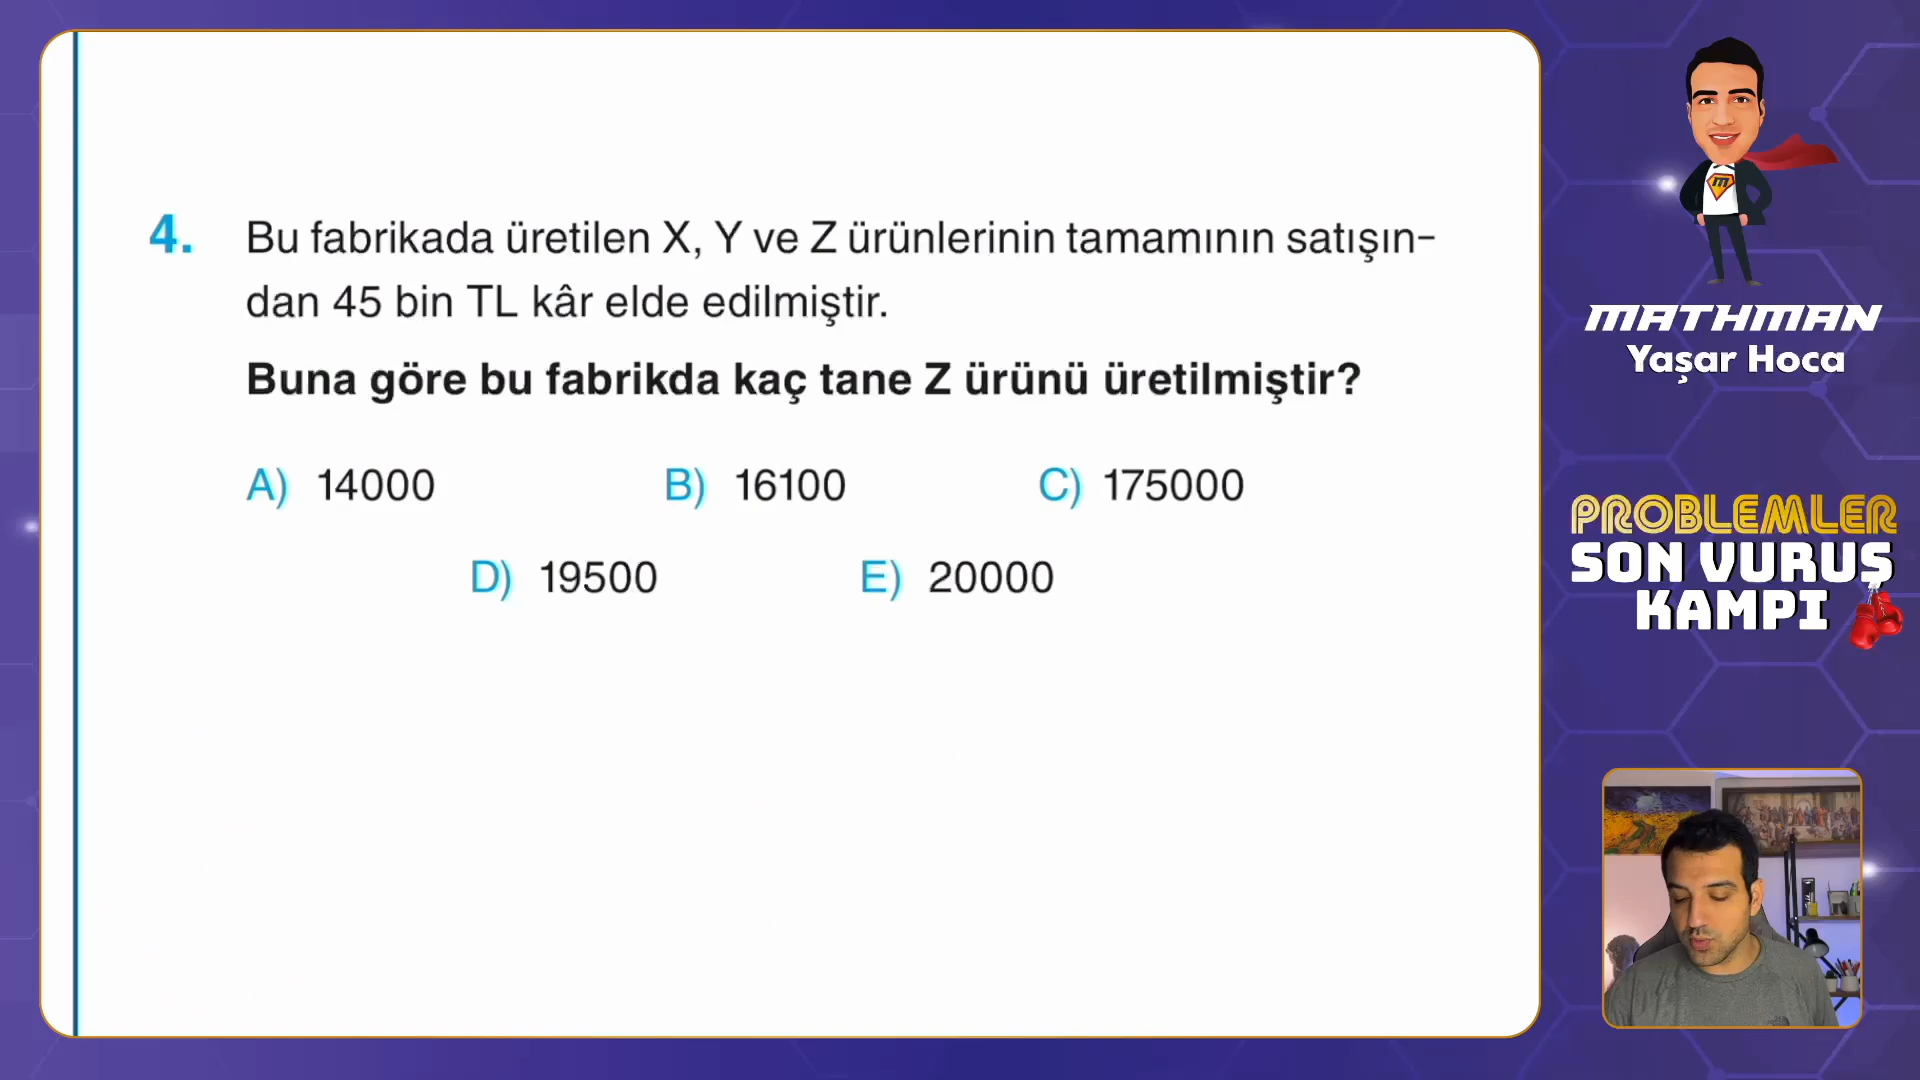 4. Bu fabrikada üretilen X, Y ve Z ürünlerinin tamamının satışın-
dan 45 bin TL kâr elde edilmiştir.
Buna göre bu fabrikda kaç tane Z ürünü üretilmiştir?
A) 14000 B) 16100 C) 175000
D) 19500 E) 20000
m
MATHMAN
Yaşar Hoca
PROBLEMLER
SON VURUŞ
KAMPI